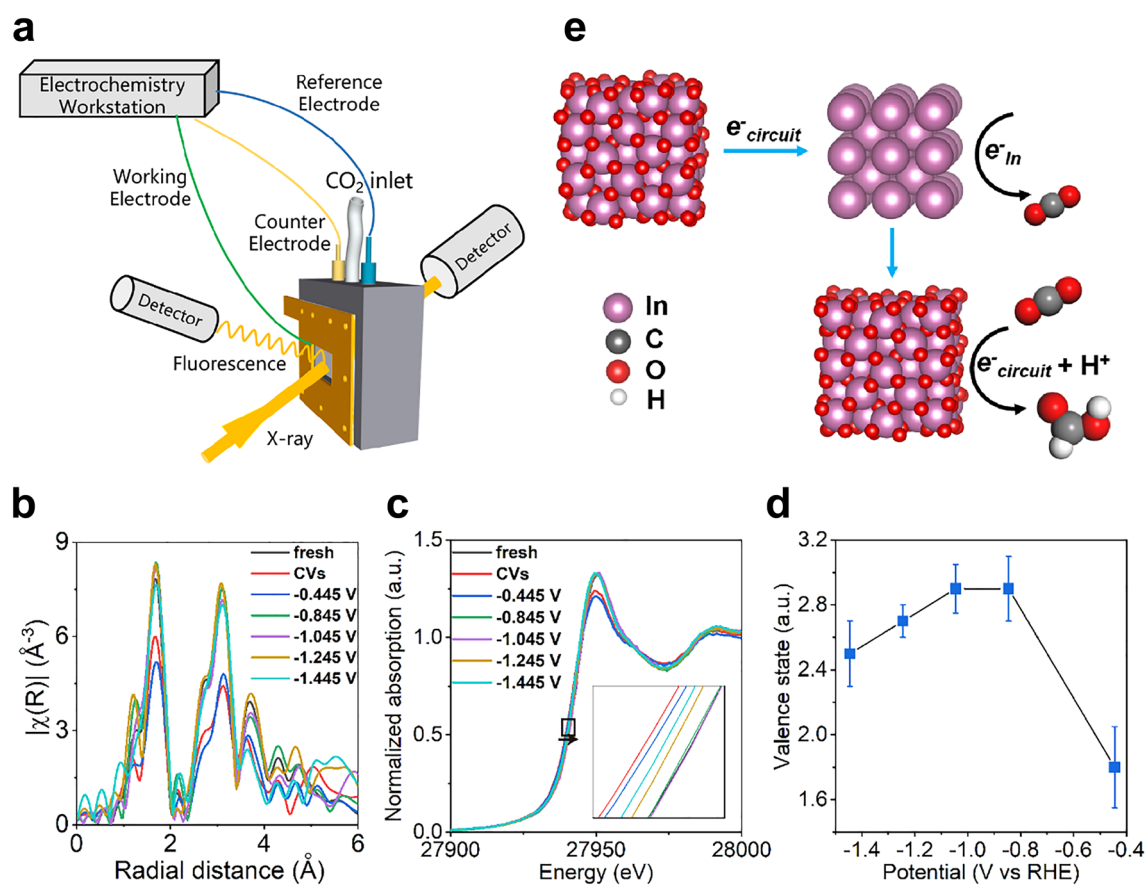 a
Electrochemistry
Workstation
Reference
Electrode
Working
Electrode
CO₂ inlet
Counter
Electrode
Detector
Detector
Fluorescence
X-ray
e
e⁻circuit
e⁻In
In
C
O
H
e⁻circuit + H⁺
b
|χ(R)| (Å⁻³)
9
6
3
0
fresh
CVs
-0.445 V
-0.845 V
-1.045 V
-1.245 V
-1.445 V
0 1 2 3 4 5 6
Radial distance (Å)
c
Normalized absorption (a.u.)
1.5
1.0
0.5
0.0
fresh
CVs
-0.445 V
-0.845 V
-1.045 V
-1.245 V
-1.445 V
27900 27950 28000
Energy (eV)
d
Valence state (a.u.)
3.2
2.8
2.4
2.0
1.6
-1.4 -1.2 -1.0 -0.8 -0.6 -0.4
Potential (V vs RHE)